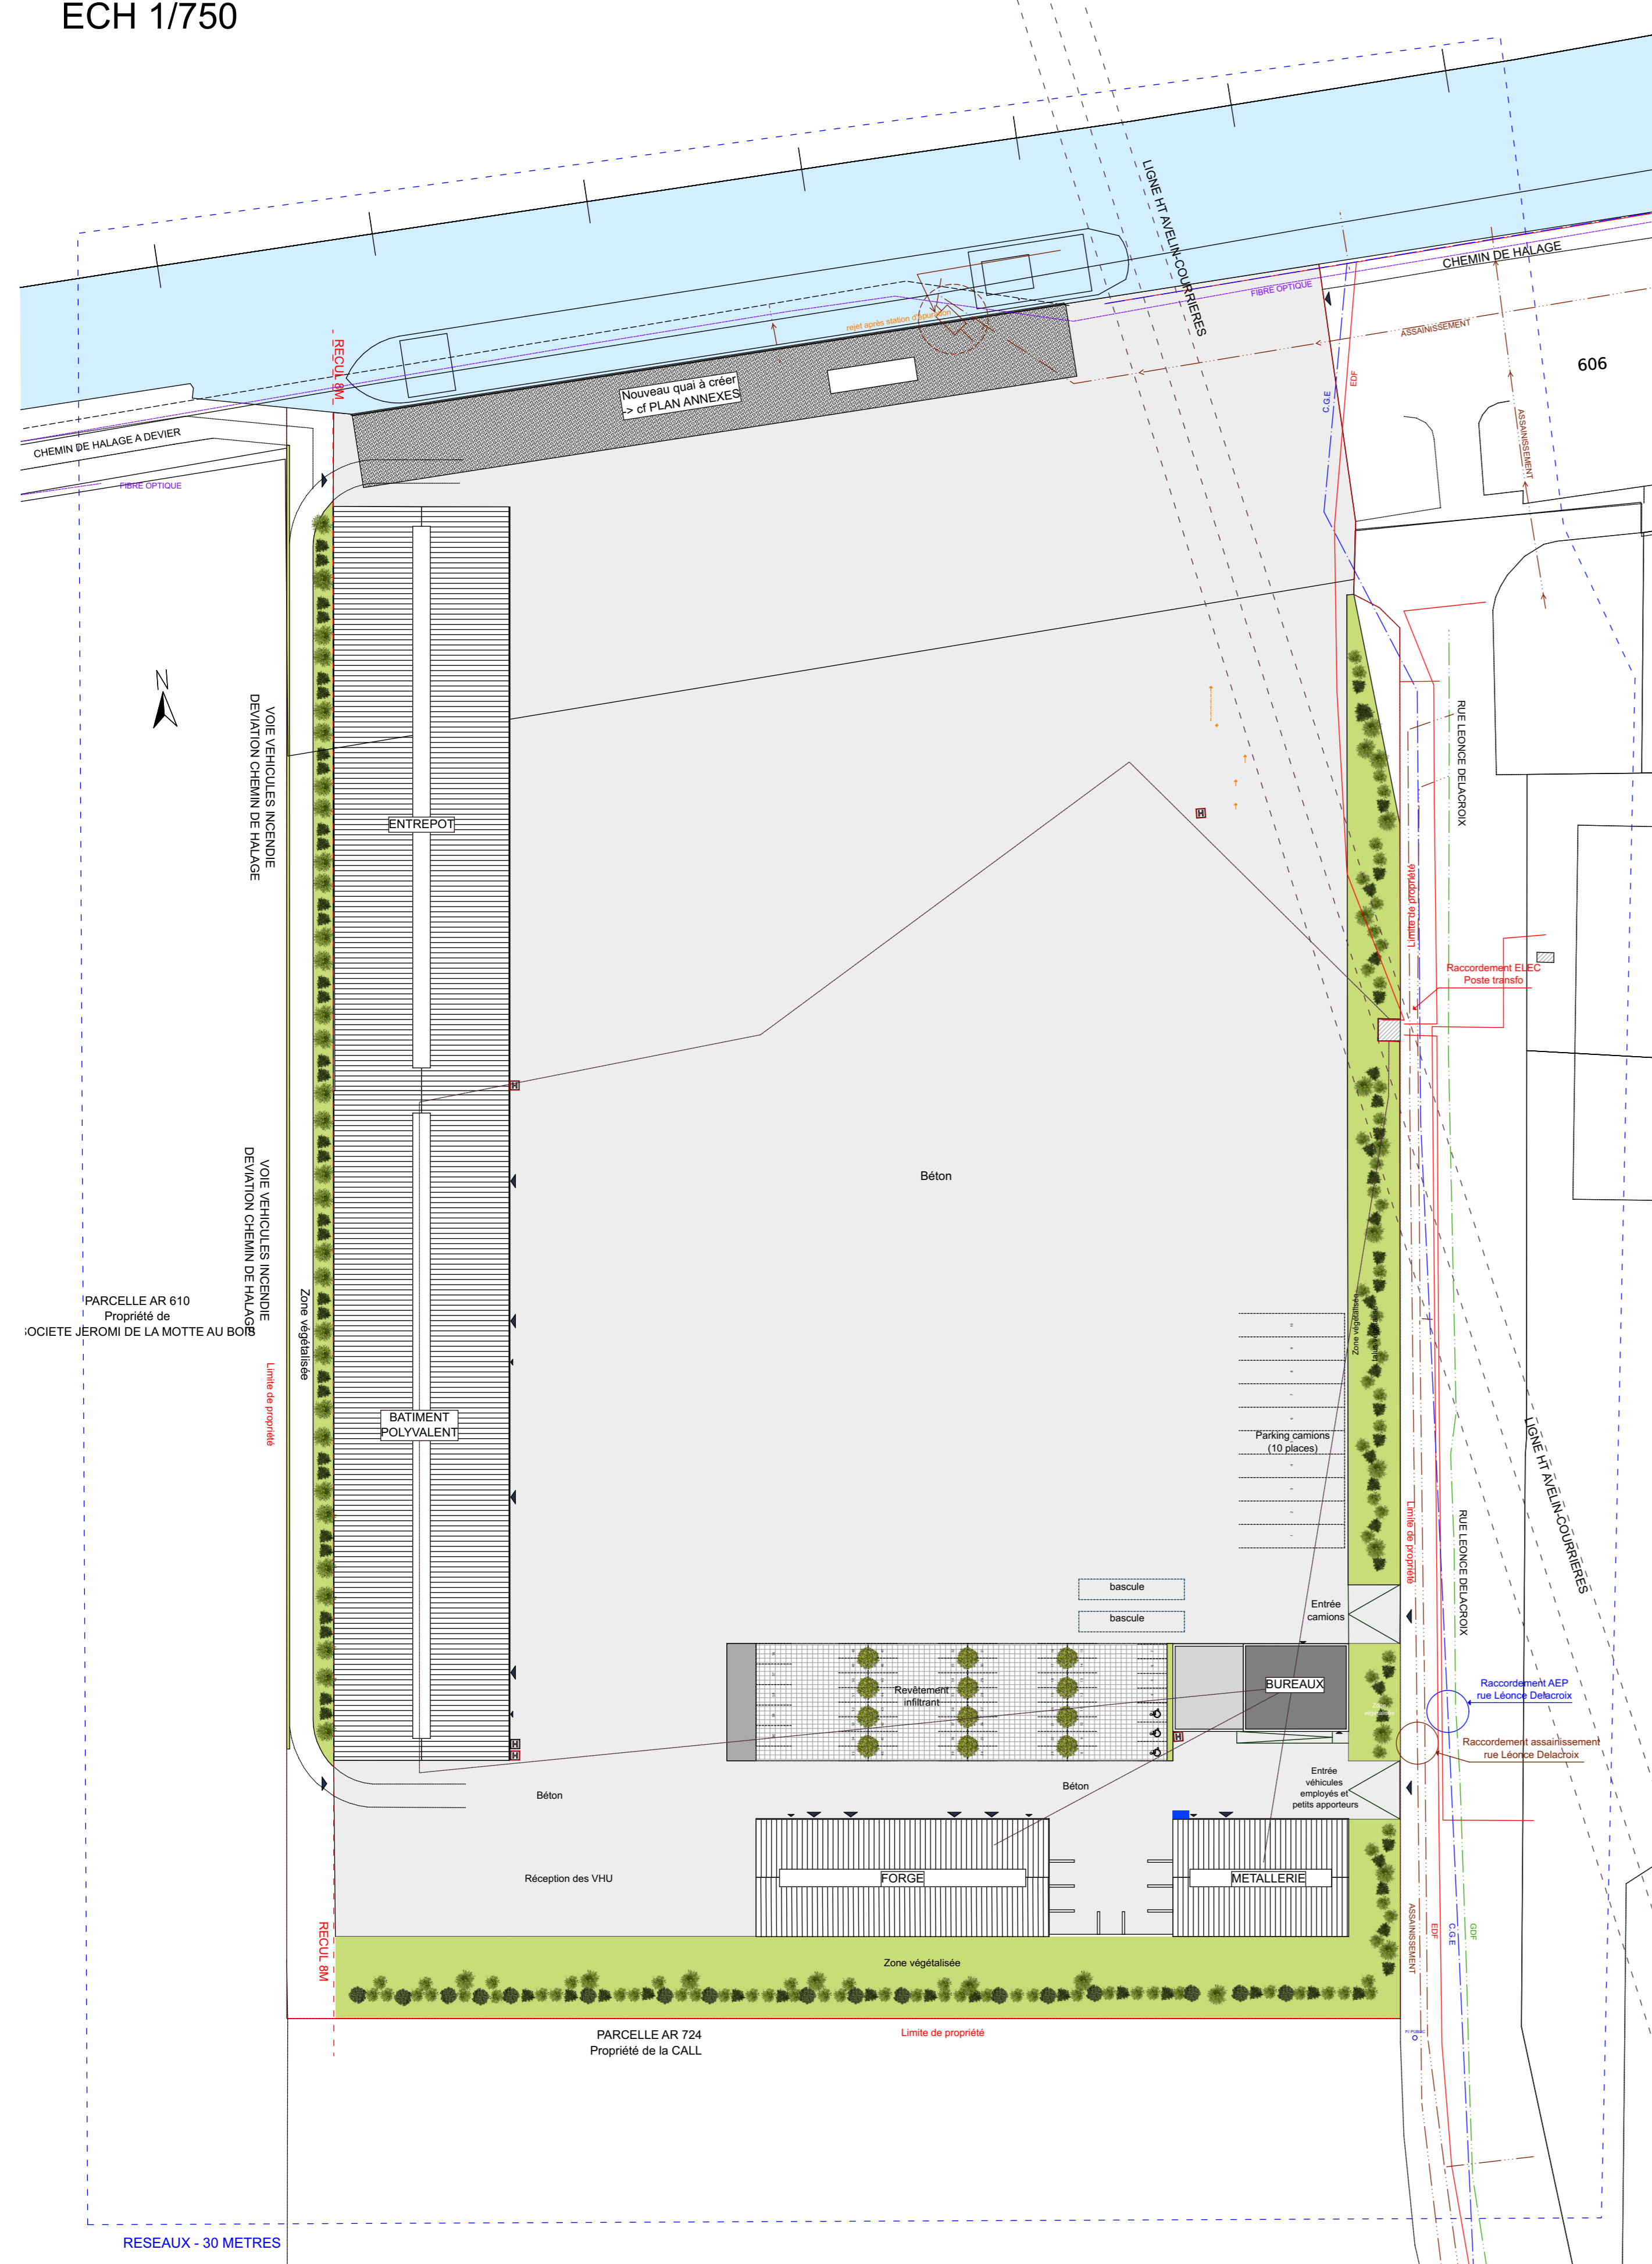 ECH 1/750
LIGNE HT AVELIN-COURRIERES
CHEMIN DE HALAGE
FIBRE OPTIQUE
ASSAINISSEMENT
606
rejet après station d'épuration
RECUL 8M
Nouveau quai à créer
-> cf PLAN ANNEXES
EDF
C.G.E
ASSAINISSEMENT
CHEMIN DE HALAGE A DEVIER
FIBRE OPTIQUE
N
VOIE VEHICULES INCENDIE
DEVIATION CHEMIN DE HALAGE
RUE LEONCE DELACROIX
ENTREPOT
H
Limite de propriété
Raccordement ELEC
Poste transfo
H
Béton
VOIE VEHICULES INCENDIE
DEVIATION CHEMIN DE HALAGE
Zone végétalisée
PARCELLE AR 610
Propriété de
SOCIETE JEROMI DE LA MOTTE AU BOIS
Limite de propriété
Zone végétalisée
BATIMENT
POLYVALENT
Parking camions
(10 places)
LIGNE HT AVELIN-COURRIERES
Limite de propriété
RUE LEONCE DELACROIX
bascule
bascule
Entrée
camions
Revêtement
infiltrant
BUREAUX
H
Raccordement AEP
rue Léonce Delacroix
Raccordement assainissement
rue Léonce Delacroix
H
H
Entrée
véhicules
employés et
petits apporteurs
Béton
Béton
Réception des VHU
FORGE
METALLERIE
RECUL 8M
ASSAINISSEMENT
EDF
C.G.E
GDF
Zone végétalisée
PI PUBLIC
PARCELLE AR 724
Propriété de la CALL
Limite de propriété
RESEAUX - 30 METRES